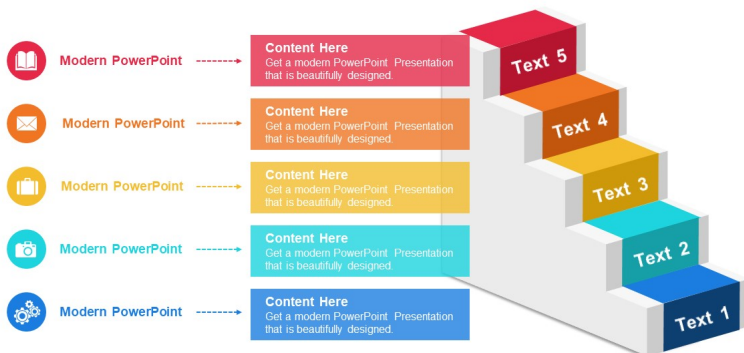 Modern PowerPoint
Content Here
Get a modern PowerPoint Presentation
that is beautifully designed.
Text 5
Modern PowerPoint
Content Here
Get a modern PowerPoint Presentation
that is beautifully designed.
Text 4
Modern PowerPoint
Content Here
Get a modern PowerPoint Presentation
that is beautifully designed.
Text 3
Modern PowerPoint
Content Here
Get a modern PowerPoint Presentation
that is beautifully designed.
Text 2
Modern PowerPoint
Content Here
Get a modern PowerPoint Presentation
that is beautifully designed.
Text 1